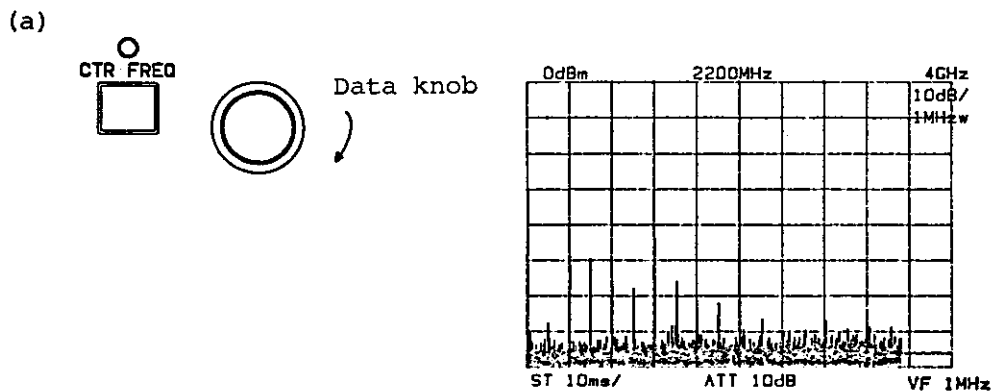 (a)
CTR FREQ
Data knob
0dBm 2200MHz 4GHz
10dB/
1MHzw
ST 10ms/ ATT 10dB VF 1MHz